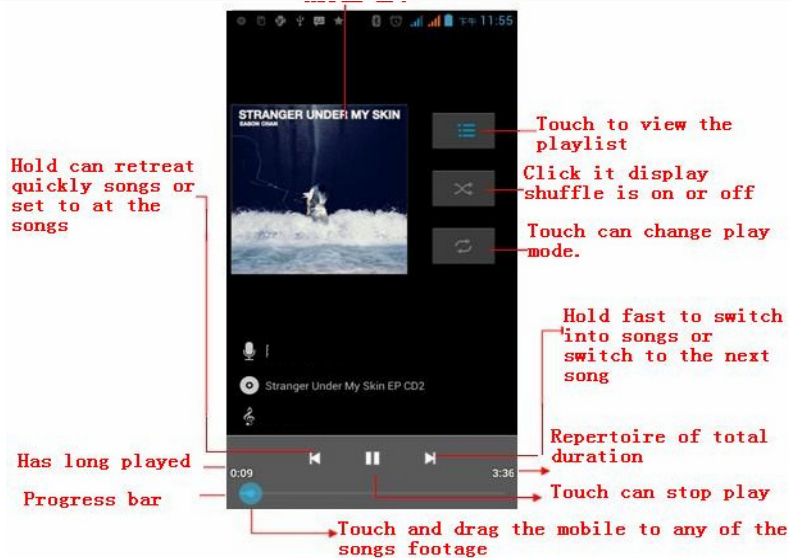 下午 11:55
STRANGER UNDER MY SKIN
EASON CHAN
Touch to view the
playlist
Click it display
shuffle is on or off
Touch can change play
mode.
Hold can retreat
quickly songs or
set to at the
songs
Hold fast to switch
into songs or
switch to the next
song
Stranger Under My Skin EP CD2
Repertoire of total
duration
Has long played
0:09
3:36
Progress bar
Touch can stop play
Touch and drag the mobile to any of the
songs footage